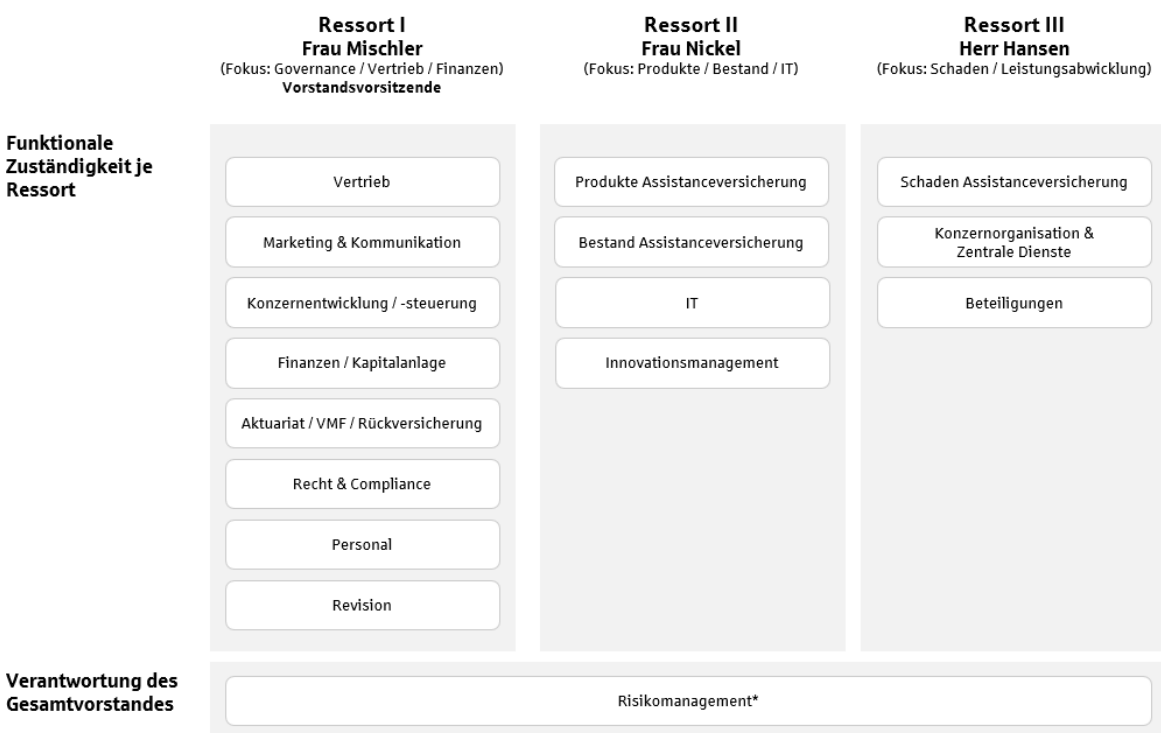 Ressort I
Frau Mischler
(Fokus: Governance / Vertrieb / Finanzen)
Vorstandsvorsitzende
Ressort II
Frau Nickel
(Fokus: Produkte / Bestand / IT)
Ressort III
Herr Hansen
(Fokus: Schaden / Leistungsabwicklung)
Funktionale
Zuständigkeit je
Ressort
Vertrieb
Marketing & Kommunikation
Konzernentwicklung / -steuerung
Finanzen / Kapitalanlage
Aktuariat / VMF / Rückversicherung
Recht & Compliance
Personal
Revision
Produkte Assistanceversicherung
Bestand Assistanceversicherung
IT
Innovationsmanagement
Schaden Assistanceversicherung
Konzernorganisation &
Zentrale Dienste
Beteiligungen
Verantwortung des
Gesamtvorstandes
Risikomanagement*